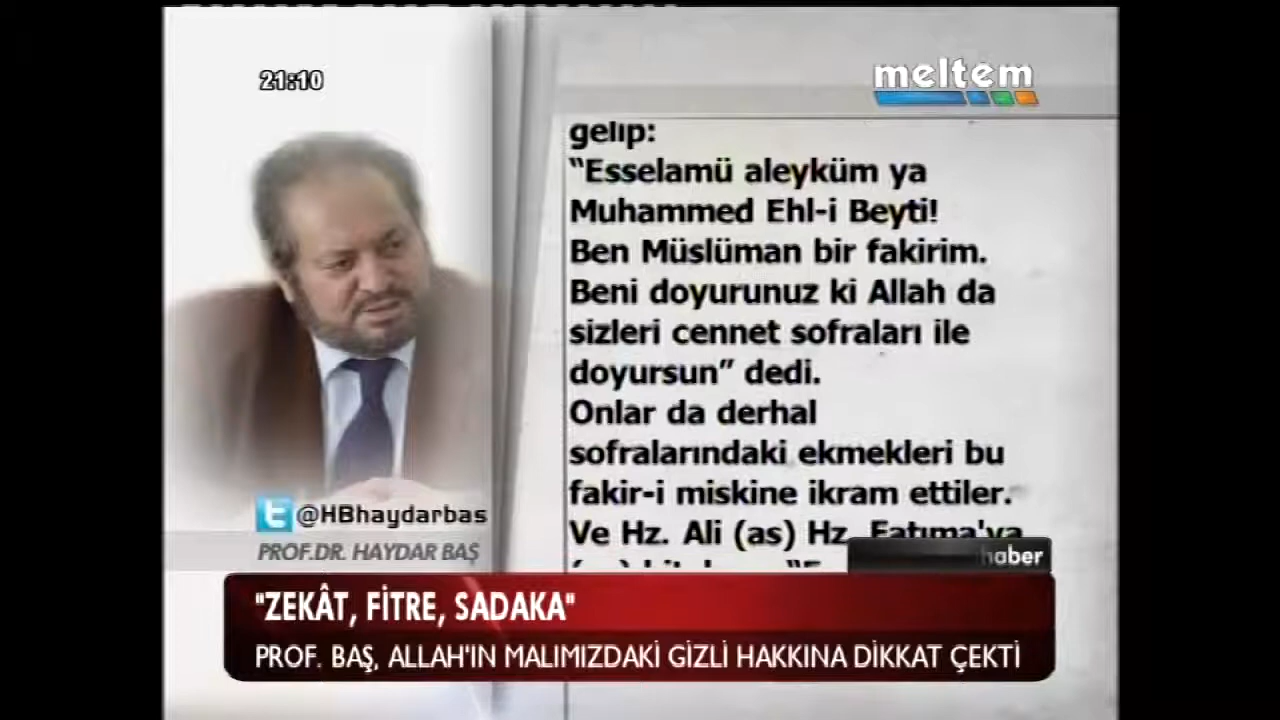 21:10
meltem
gelip:
“Esselamü aleyküm ya
Muhammed Ehl-i Beyti!
Ben Müslüman bir fakirim.
Beni doyurunuz ki Allah da
sizleri cennet sofraları ile
doyursun” dedi.
Onlar da derhal
sofralarındaki ekmekleri bu
fakir-i miskine ikram ettiler.
Ve Hz. Ali (as) Hz. Fatıma'ya
@HBhaydarbas
PROF.DR. HAYDAR BAŞ
haber
"ZEKÂT, FİTRE, SADAKA"
PROF. BAŞ, ALLAH'IN MALIMIZDAKİ GİZLİ HAKKINA DİKKAT ÇEKTİ